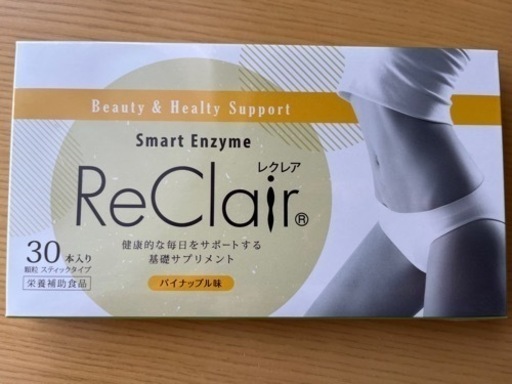 Beauty & Healty Support
Smart Enzyme
レクレア
ReClair®
健康的な毎日をサポートする
基礎サプリメント
30本入り
顆粒 スティックタイプ
栄養補助食品
パイナップル味